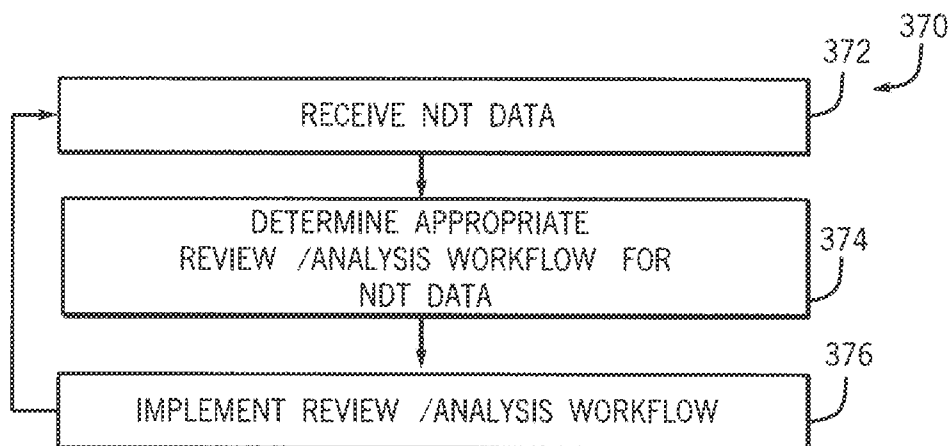 370
372
RECEIVE NDT DATA
DETERMINE APPROPRIATE
REVIEW /ANALYSIS WORKFLOW FOR
NDT DATA
374
376
IMPLEMENT REVIEW /ANALYSIS WORKFLOW